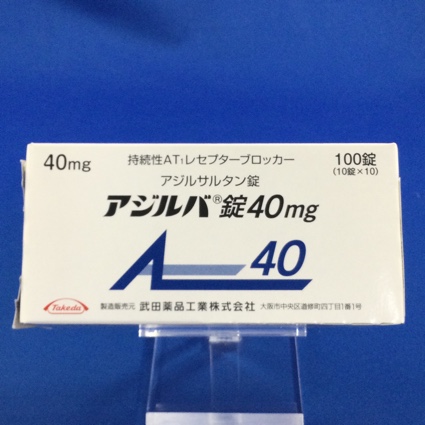 40mg
持続性AT₁レセプターブロッカー
100錠
(10錠×10)
アジルサルタン錠
アジルバ®錠40mg
40
Takeda
製造販売元 武田薬品工業株式会社 大阪市中央区道修町四丁目1番1号